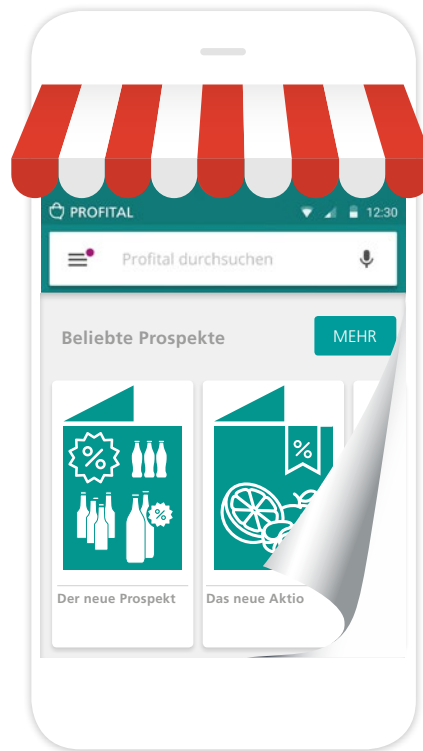 PROFITAL 12:30
Profital durchsuchen
Beliebte Prospekte MEHR
%
%
%
Der neue Prospekt Das neue Aktio